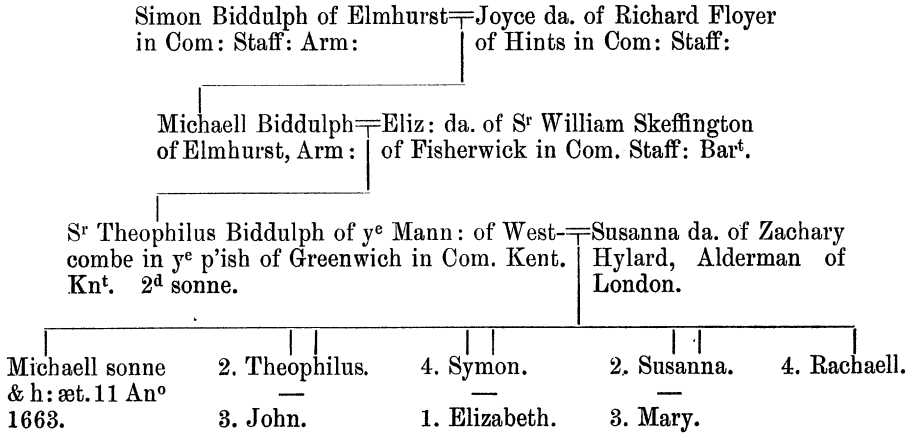 Simon Biddulph of Elmhurst Joyce da. of Richard Floyer
in Com: Staff: Arm: of Hints in Com: Staff:
Michaell Biddulph Eliz: da. of Sʳ William Skeffington
of Elmhurst, Arm: of Fisherwick in Com. Staff: Barᵗ.
Sʳ Theophilus Biddulph of yᵉ Mann: of West- Susanna da. of Zachary
combe in yᵉ p'ish of Greenwich in Com. Kent. Hylard, Alderman of
Knᵗ. 2ᵈ sonne. London.
Michaell sonne 2. Theophilus. 4. Symon. 2. Susanna. 4. Rachaell.
& h: æt. 11 Anᵒ
1663. 3. John. 1. Elizabeth. 3. Mary.